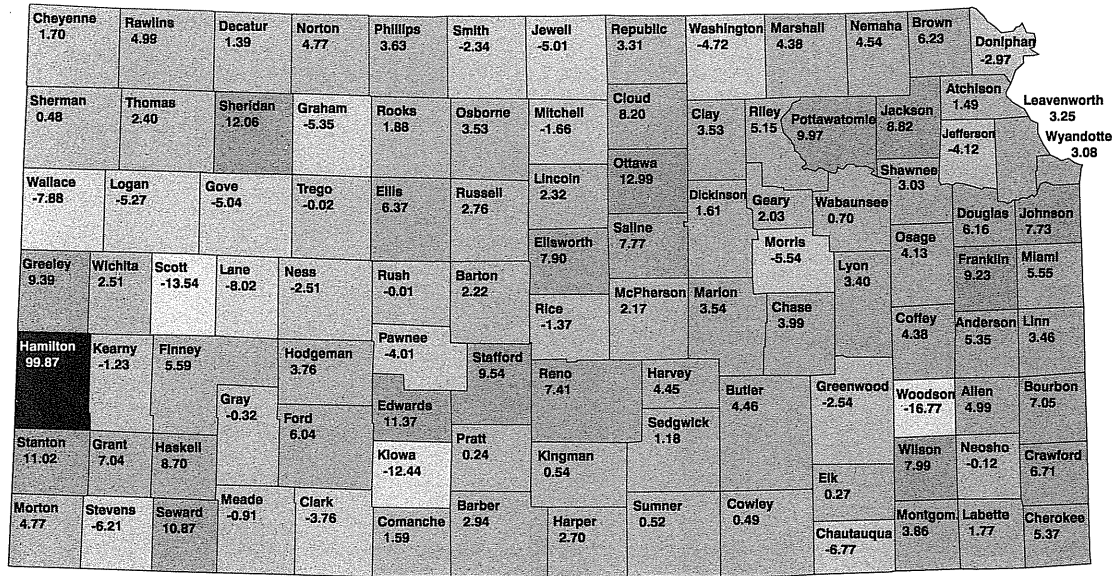 Cheyenne
1.70
Rawlins
4.99
Decatur
1.39
Norton
4.77
Phillips
3.63
Smith
-2.34
Jewell
-5.01
Republic
3.31
Washington
-4.72
Marshall
4.38
Nemaha
4.54
Brown
6.23
Doniphan
-2.97
Sherman
0.48
Thomas
2.40
Sheridan
12.06
Graham
-5.35
Rooks
1.88
Osborne
3.53
Mitchell
-1.66
Cloud
8.20
Clay
3.53
Riley
5.15
Pottawatomie
9.97
Jackson
8.82
Atchison
1.49
Jefferson
-4.12
Leavenworth
3.25
Wyandotte
3.08
Wallace
-7.88
Logan
-5.27
Gove
-5.04
Trego
-0.02
Ellis
6.37
Russell
2.76
Lincoln
2.32
Ottawa
12.99
Dickinson
1.61
Geary
2.03
Wabaunsee
0.70
Shawnee
3.03
Douglas
6.16
Johnson
7.73
Greeley
9.39
Wichita
2.51
Scott
-13.54
Lane
-8.02
Ness
-2.51
Rush
-0.01
Barton
2.22
Ellsworth
7.90
Saline
7.77
Morris
-5.54
Lyon
3.40
Osage
4.13
Franklin
9.23
Miami
5.55
Rice
-1.37
McPherson
2.17
Marion
3.54
Chase
3.99
Coffey
4.38
Anderson
5.35
Linn
3.46
Hamilton
99.87
Kearny
-1.23
Finney
5.59
Hodgeman
3.76
Pawnee
-4.01
Stafford
9.54
Reno
7.41
Harvey
4.45
Butler
4.46
Greenwood
-2.54
Woodson
-16.77
Allen
4.99
Bourbon
7.05
Gray
-0.32
Ford
6.04
Edwards
11.37
Sedgwick
1.18
Stanton
11.02
Grant
7.04
Haskell
8.70
Kiowa
-12.44
Pratt
0.24
Kingman
0.54
Elk
0.27
Wilson
7.99
Neosho
-0.12
Crawford
6.71
Morton
4.77
Stevens
-6.21
Seward
10.87
Meade
-0.91
Clark
-3.76
Comanche
1.59
Barber
2.94
Harper
2.70
Sumner
0.52
Cowley
0.49
Chautauqua
-6.77
Montgom.
3.86
Labette
1.77
Cherokee
5.37